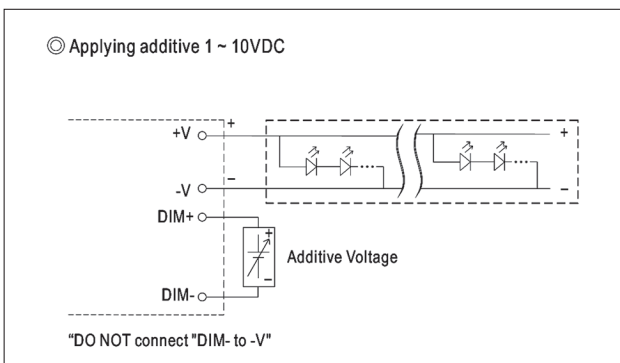 ◎ Applying additive 1 ~ 10VDC
+V
+
+
-V
-
-
DIM+
+
Additive Voltage
-
DIM-
"DO NOT connect "DIM- to -V"